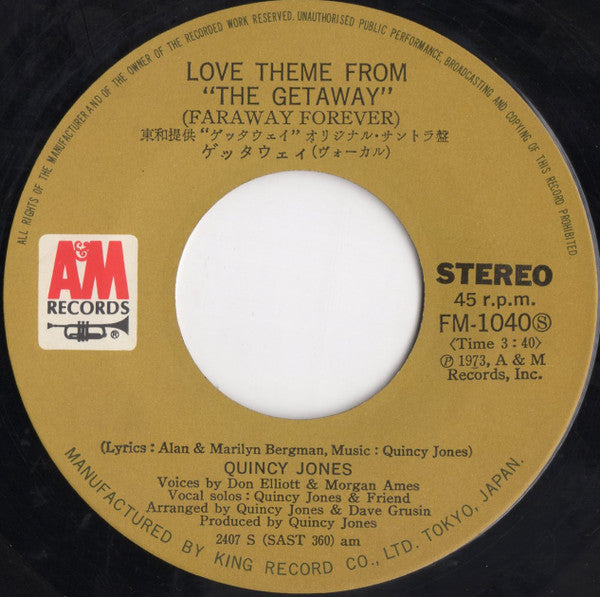 ALL RIGHTS OF THE MANUFACTURER AND OF THE OWNER OF THE RECORDED WORK RESERVED. UNAUTHORISED PUBLIC PERFORMANCE, BROADCASTING AND COPYING OF THIS RECORD PROHIBITED.
LOVE THEME FROM
"THE GETAWAY"
(FARAWAY FOREVER)
東和提供“ゲッタウェイ”オリジナル・サントラ盤
ゲッタウェイ(ヴォーカル)
A&M
RECORDS
®
STEREO
45 r.p.m.
FM-1040Ⓢ
〈Time 3:40〉
Ⓟ 1973, A & M
Records, Inc.
(Lyrics : Alan & Marilyn Bergman, Music : Quincy Jones)
QUINCY JONES
Voices by Don Elliott & Morgan Ames
Vocal solos : Quincy Jones & Friend
Arranged by Quincy Jones & Dave Grusin
Produced by Quincy Jones
2407 S (SAST 360) am
MANUFACTURED BY KING RECORD CO., LTD. TOKYO, JAPAN.